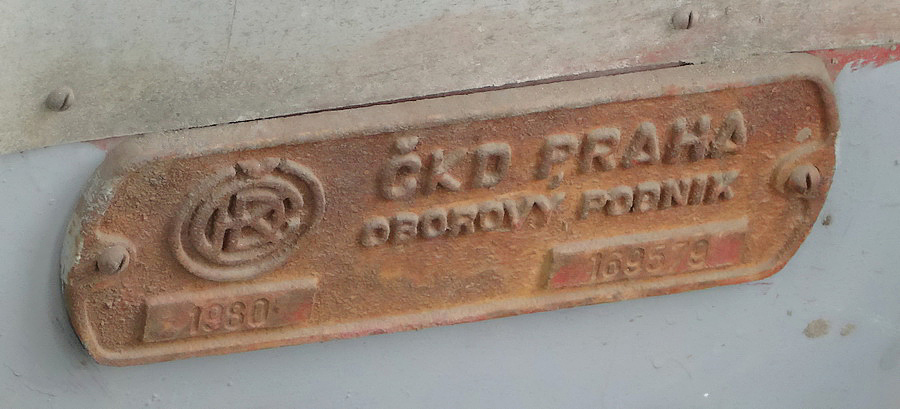 ČKD PRAHA
OBOROVÝ PODNIK
1980
169579